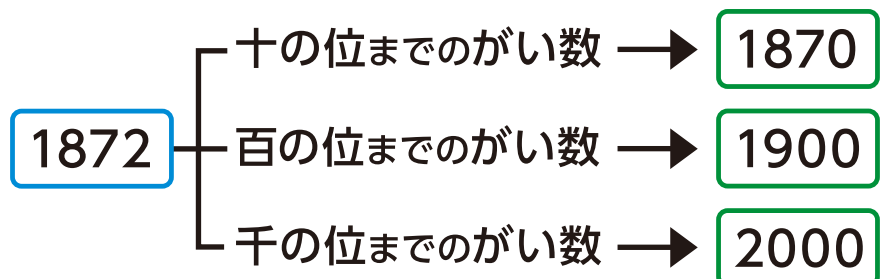 十の位までのがい数 → 1870
1872
百の位までのがい数 → 1900
千の位までのがい数 → 2000